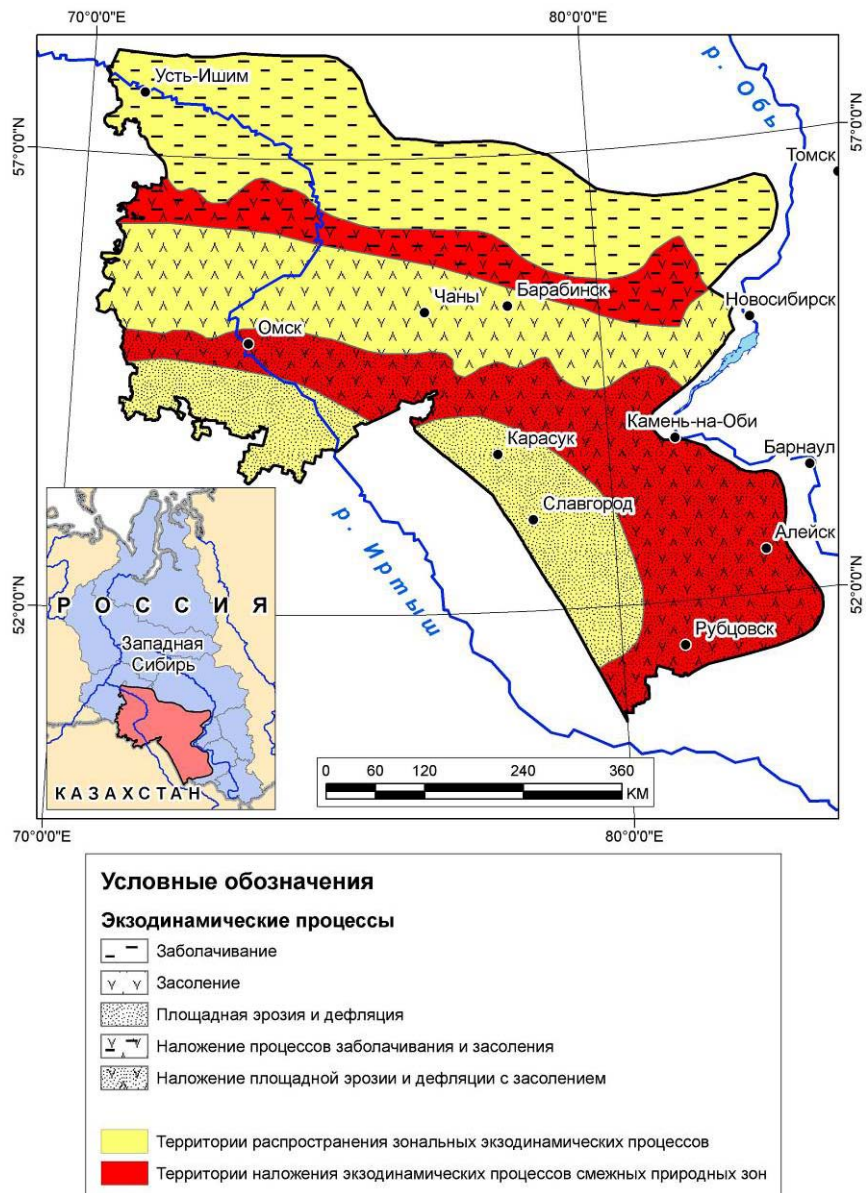 70°0'0"E
80°0'0"E
Усть-Ишим
р. Обь
57°0'0"N
57°0'0"N
Томск
Чаны
Барабинск
Новосибирск
Омск
Камень-на-Оби
Карасук
Барнаул
Славгород
Алейск
р. Иртыш
52°0'0"N
52°0'0"N
Рубцовск
РОССИЯ
Западная
Сибирь
КАЗАХСТАН
0 60 120 240 360
КМ
70°0'0"E
80°0'0"E
Условные обозначения
Экзодинамические процессы
Заболачивание
Засоление
Площадная эрозия и дефляция
Наложение процессов заболачивания и засоления
Наложение площадной эрозии и дефляции с засолением
Территории распространения зональных экзодинамических процессов
Территории наложения экзодинамических процессов смежных природных зон